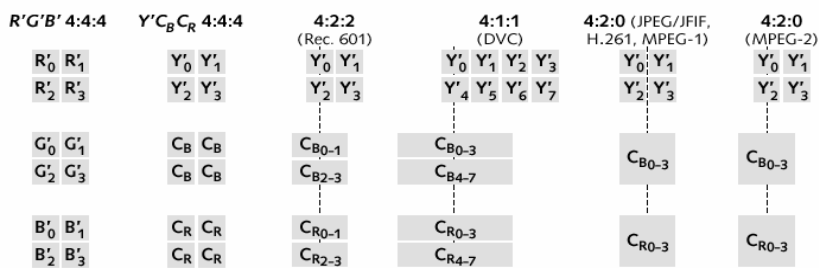 R'G'B' 4:4:4 Y'CBCR 4:4:4 4:2:2 4:1:1 4:2:0 (JPEG/JFIF, 4:2:0
(Rec. 601) (DVC) H.261, MPEG-1) (MPEG-2)
R'0 R'1 Y'0 Y'1 Y'0 Y'1 Y'0 Y'1 Y'2 Y'3 Y'0 Y'1 Y'0 Y'1
R'2 R'3 Y'2 Y'3 Y'2 Y'3 Y'4 Y'5 Y'6 Y'7 Y'2 Y'3 Y'2 Y'3
G'0 G'1 CB CB CB0–1 CB0–3 CB0–3 CB0–3
G'2 G'3 CB CB CB2–3 CB4–7
B'0 B'1 CR CR CR0–1 CR0–3 CR0–3 CR0–3
B'2 B'3 CR CR CR2–3 CR4–7